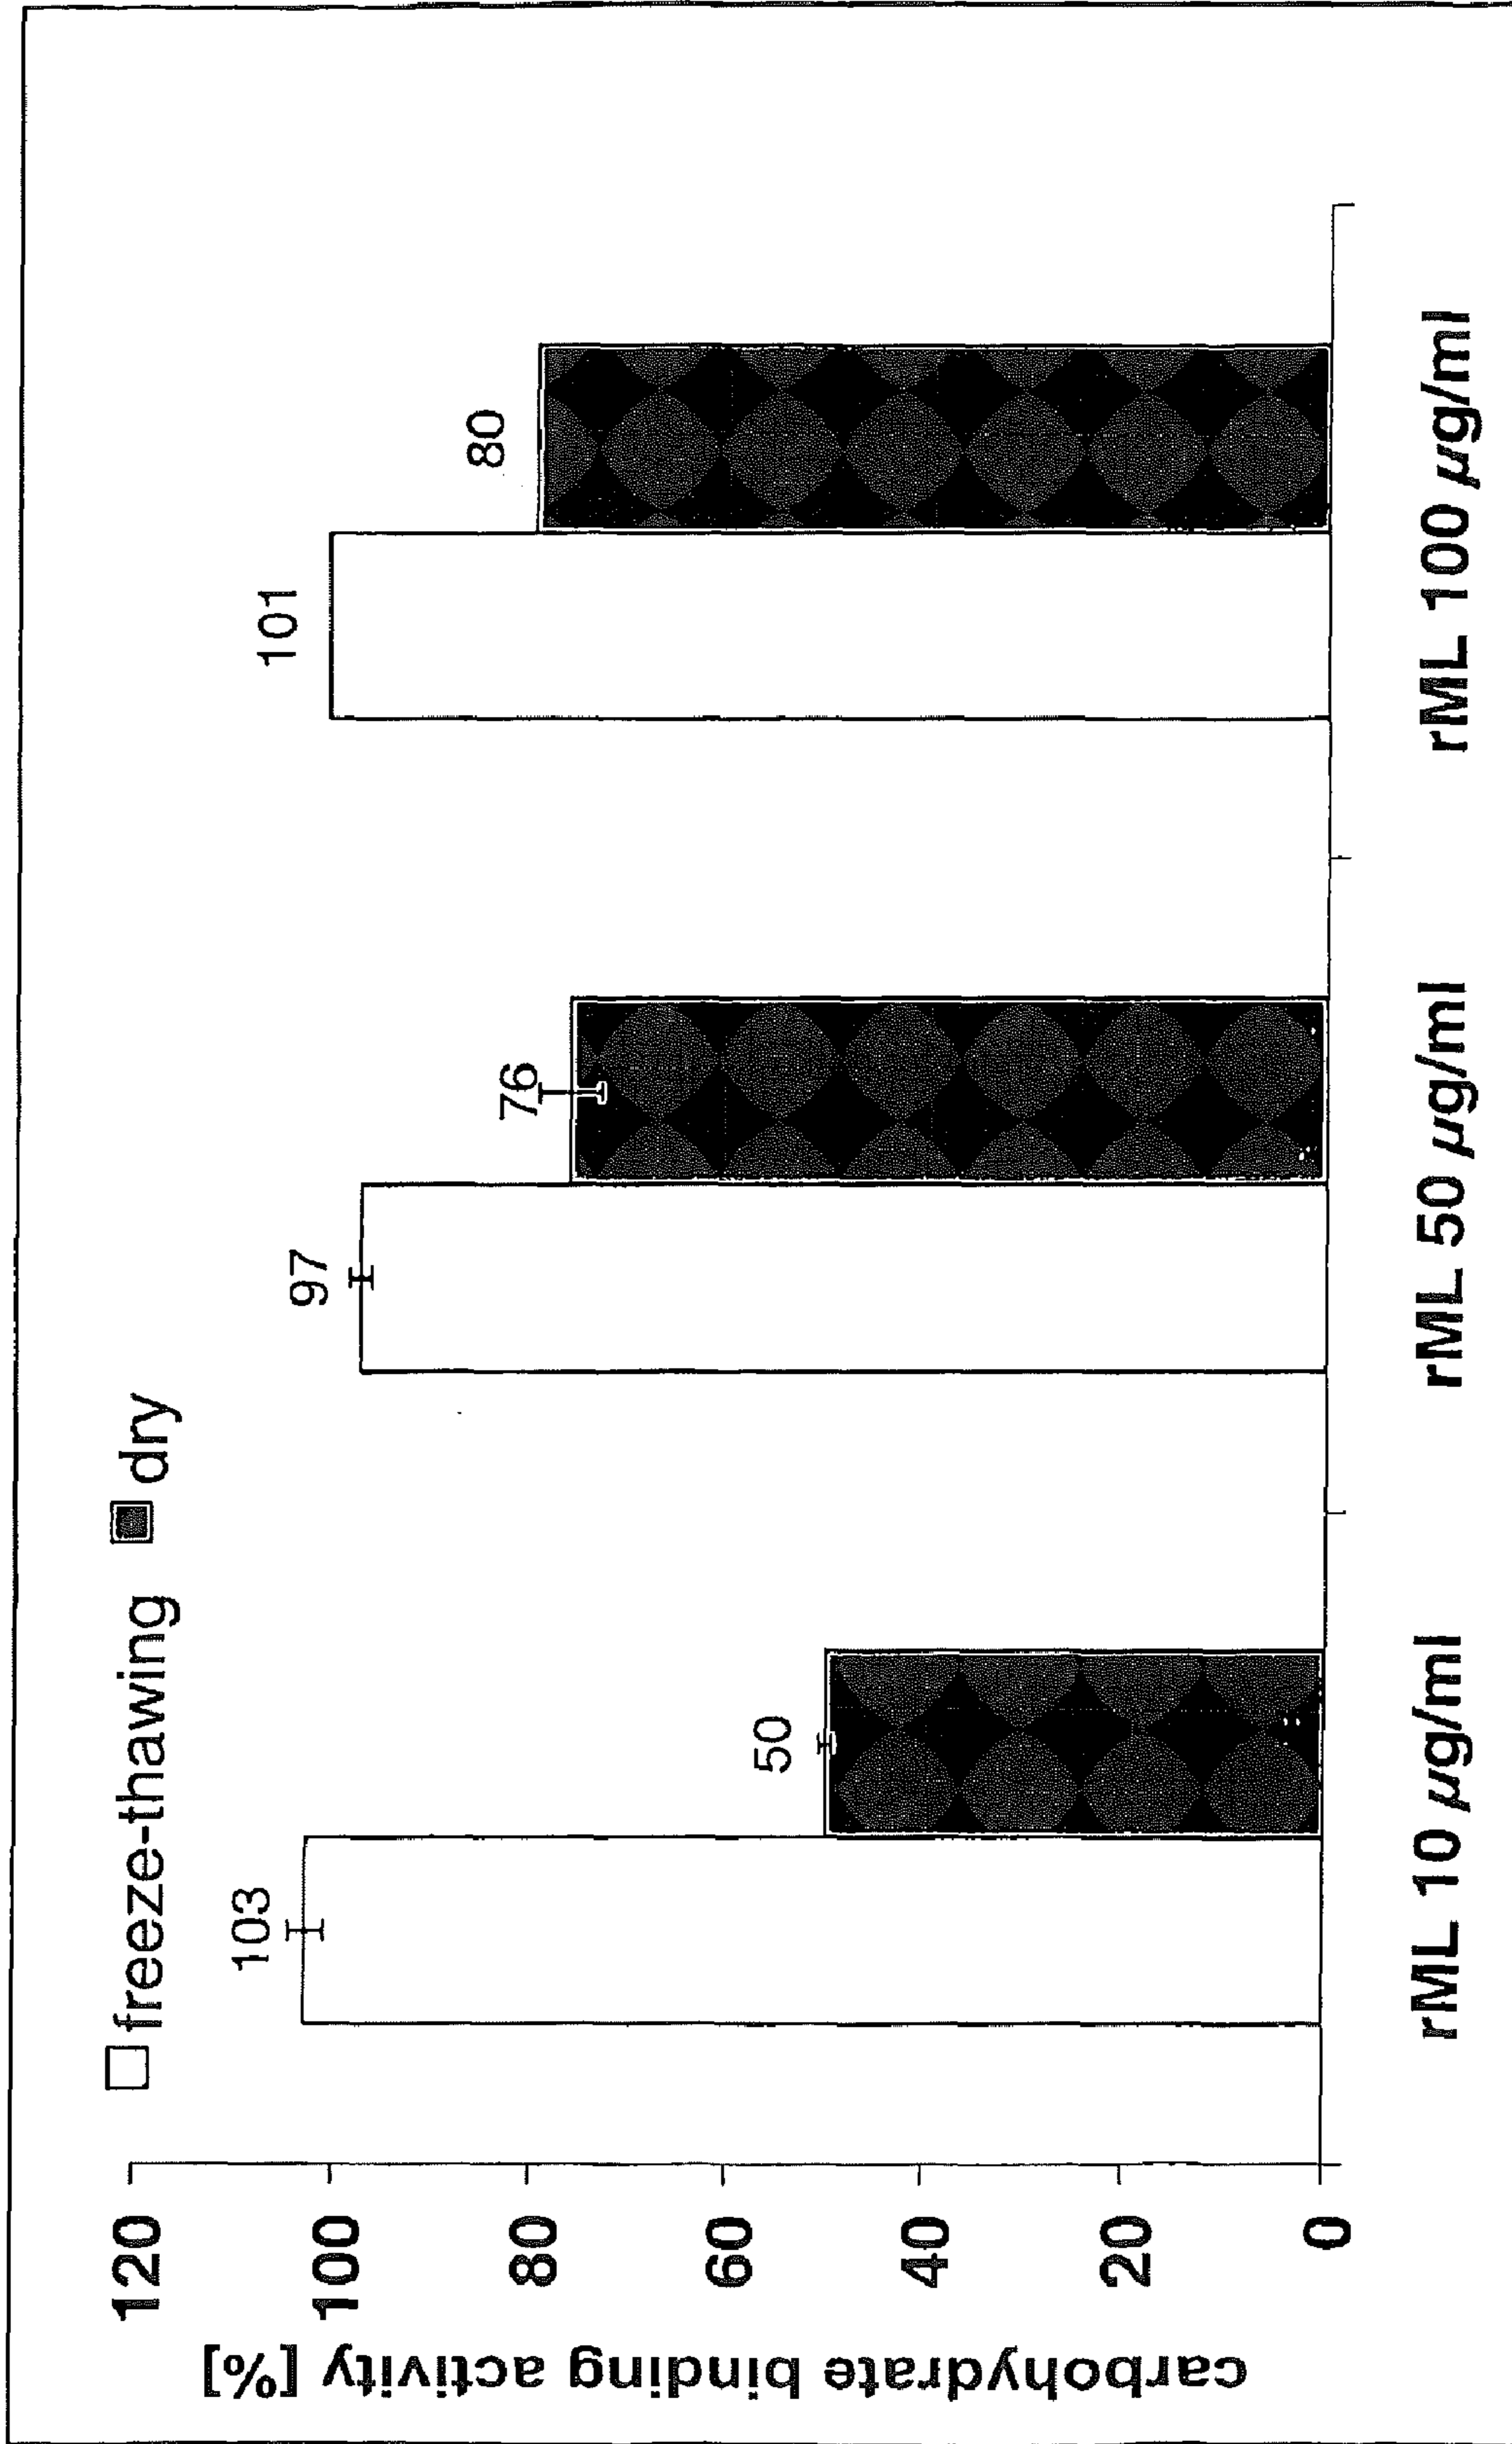 freeze-thawing dry
120
100
80
60
40
20
0
carbohydrate binding activity [%]
103
50
97
76
101
80
rML 10 µg/ml
rML 50 µg/ml
rML 100 µg/ml